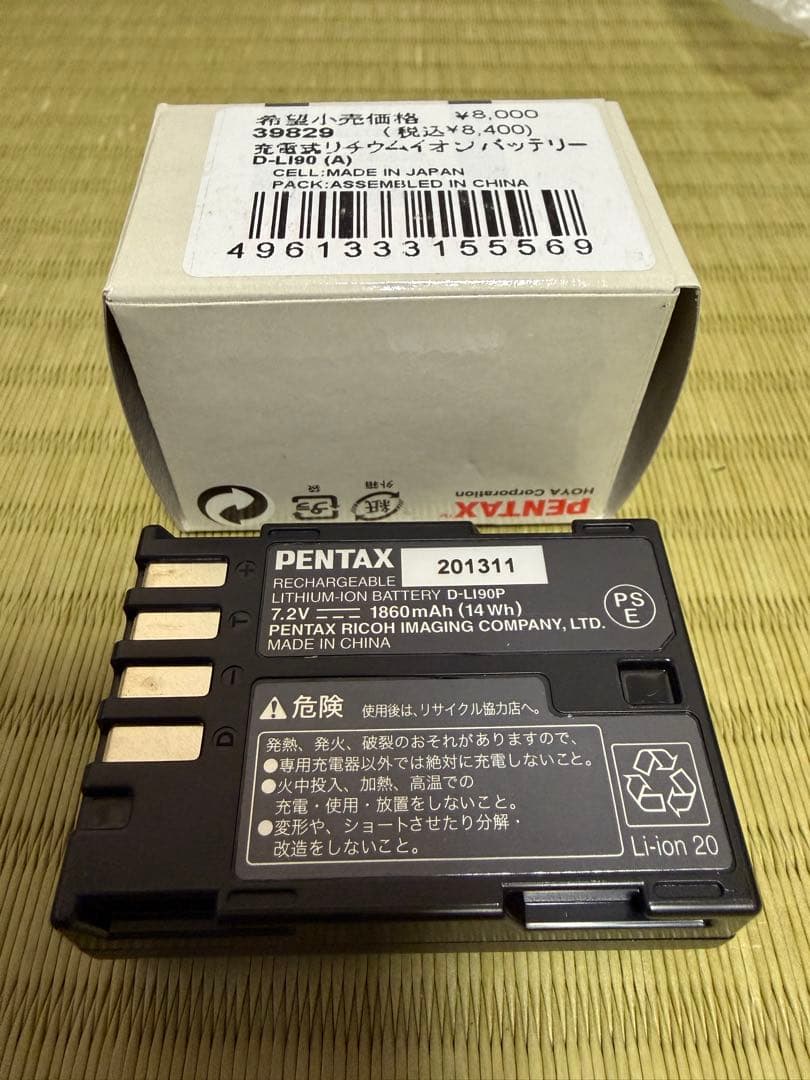 希望小売価格 ¥8,000
39829 (税込¥8,400)
充電式リチウムイオンバッテリー
D-LI90 (A)
CELL:MADE IN JAPAN
PACK:ASSEMBLED IN CHINA
4961333155569
外箱
紙
袋
プラ
HOYA Corporation
PENTAX
PENTAX
201311
RECHARGEABLE
LITHIUM-ION BATTERY D-LI90P
7.2V 1860mAh (14Wh)
PENTAX RICOH IMAGING COMPANY, LTD.
MADE IN CHINA
PS
E
+
T
-
D
危険 使用後は、リサイクル協力店へ。
発熱、発火、破裂のおそれがありますので、
●専用充電器以外では絶対に充電しないこと。
●火中投入、加熱、高温での
充電・使用・放置をしないこと。
●変形や、ショートさせたり分解・
改造をしないこと。
Li-ion 20